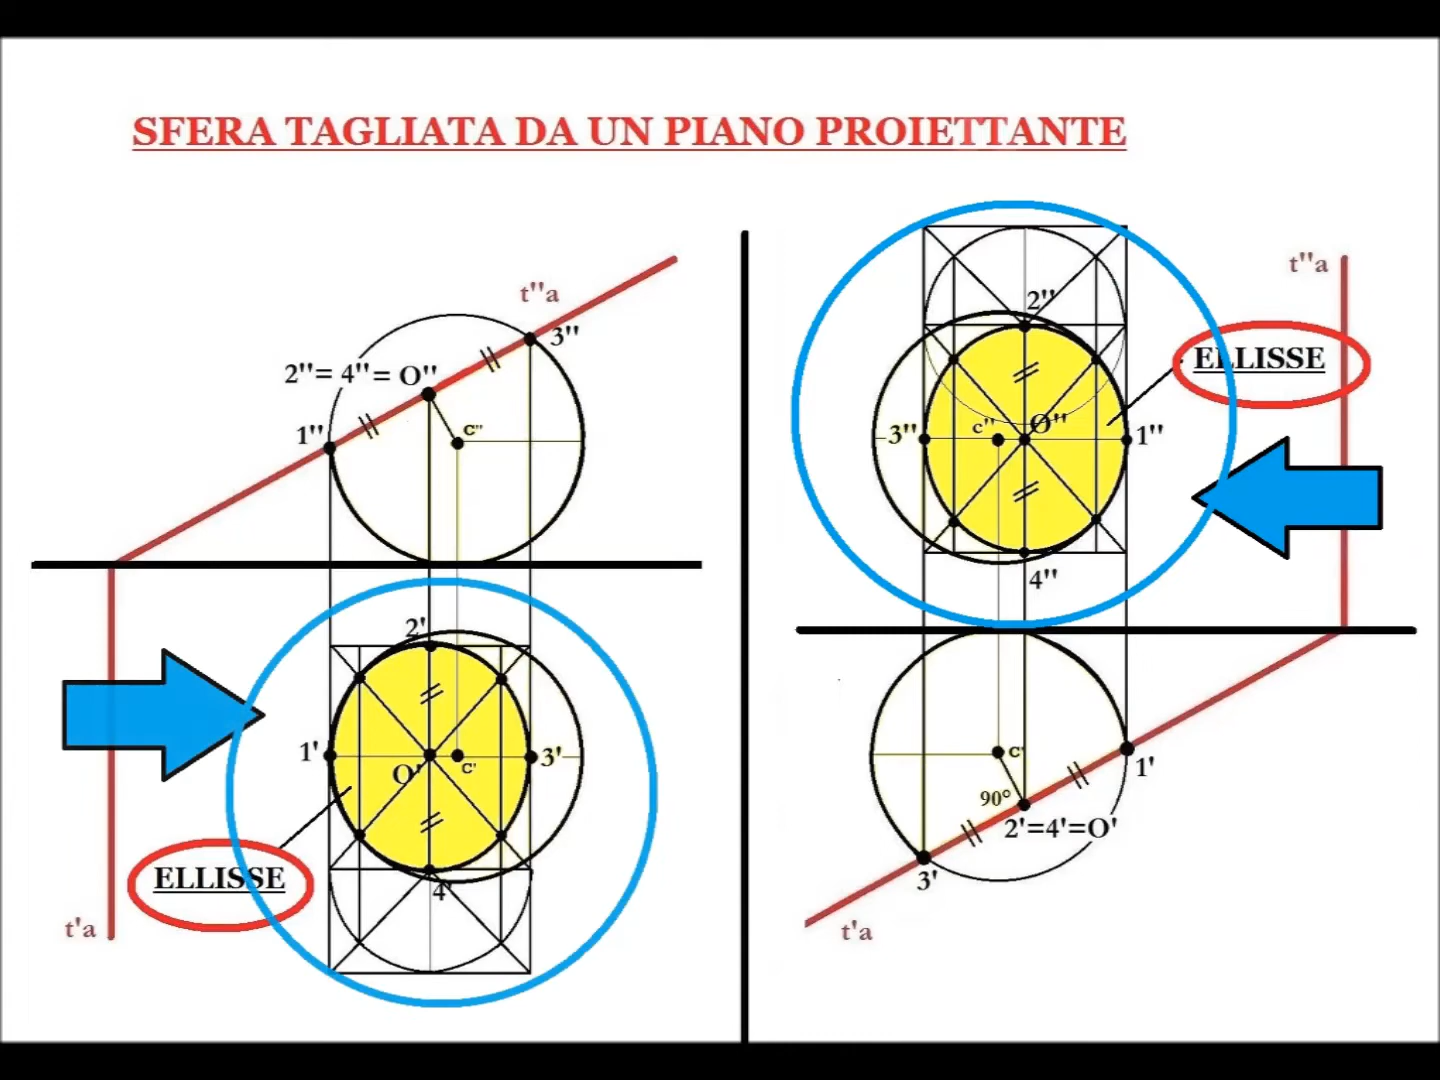 SFERA TAGLIATA DA UN PIANO PROIETTANTE
t''a
3''
2''= 4''= O''
1''
c''
2'
1'
O'
c'
3'
4'
ELLISSE
t'a
t''a
2''
ELLISSE
3''
c''
O''
1''
4''
c'
1'
90°
2'=4'=O'
3'
t'a